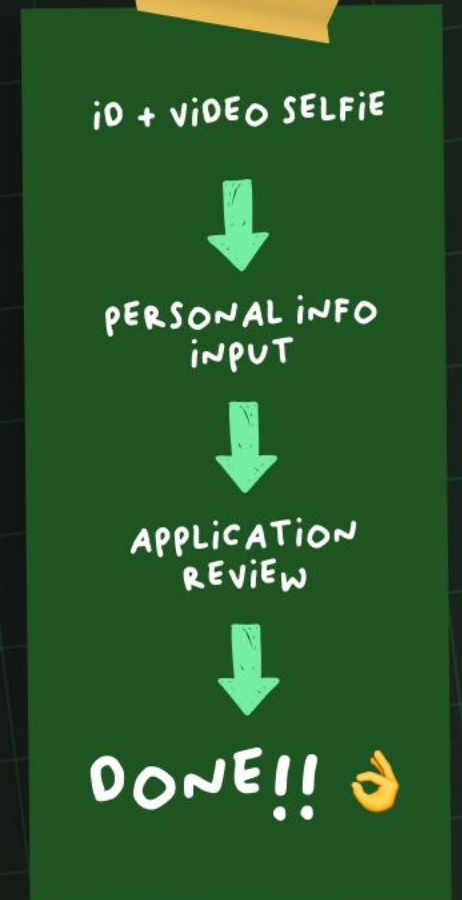 iD + ViDEO SELFiE
PERSONAL iNFO
iNPUT
APPLiCATiON
REViEW
DONE!!